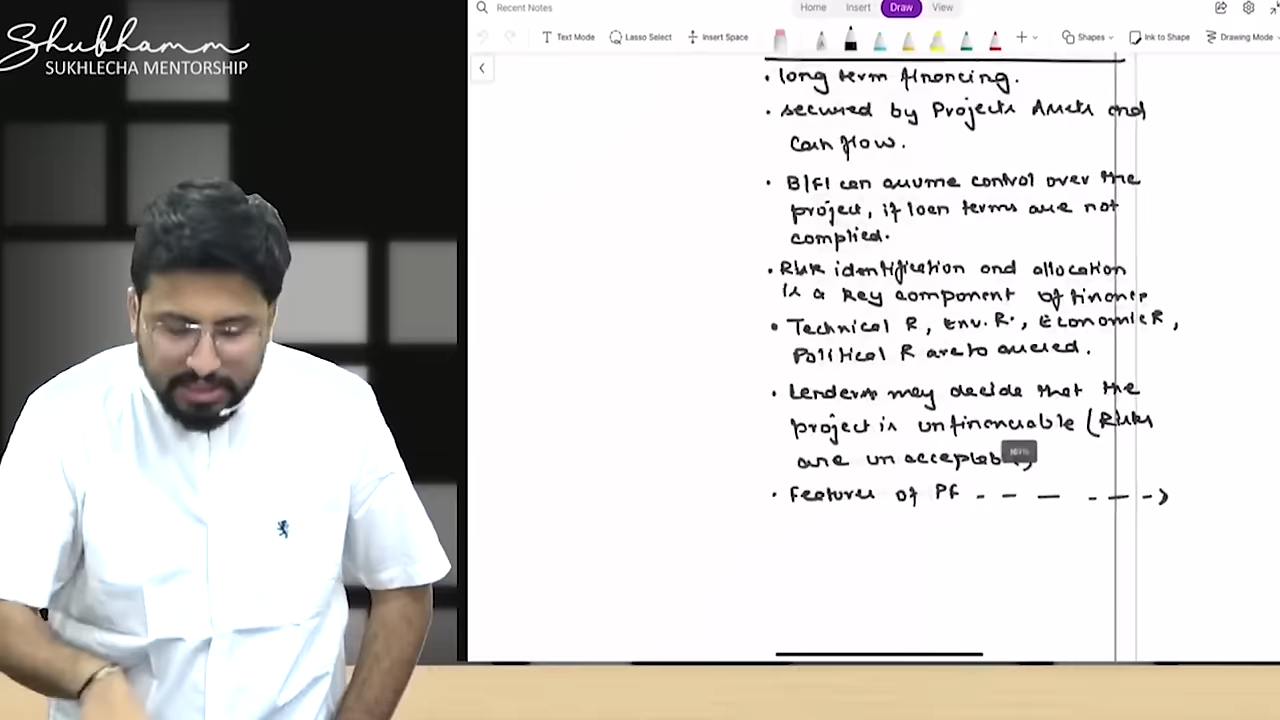 Shubhamm
SUKHLECHA MENTORSHIP
Recent Notes
Home Insert Draw View
Text Mode Lasso Select Insert Space Shapes Ink to Shape Drawing Mode
• long term financing.
• secured by Projects Assets and
cash flow.
• B/FI can assume control over the
project, if loan terms are not
complied.
• Risk identification and allocation
is a key component of finance
• Technical R, Env. R., Economic R,
Political R are to
• Lenders may decide that the
project is unfinanciable (Risks
are unacceptab
• Features of PF - - - - - ->